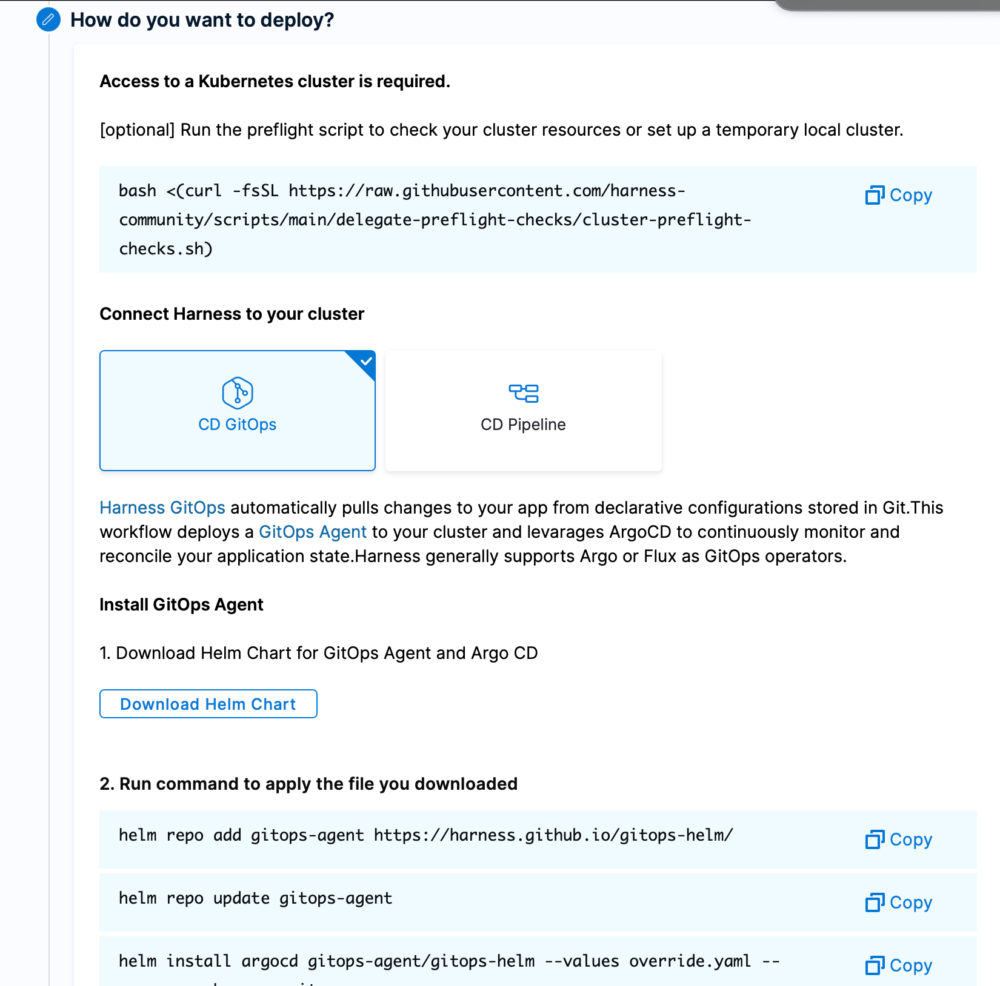 How do you want to deploy?
Access to a Kubernetes cluster is required.
[optional] Run the preflight script to check your cluster resources or set up a temporary local cluster.
bash <(curl -fsSL https://raw.githubusercontent.com/harness-
community/scripts/main/delegate-preflight-checks/cluster-preflight-
checks.sh)
Copy
Connect Harness to your cluster
CD GitOps
CD Pipeline
Harness GitOps automatically pulls changes to your app from declarative configurations stored in Git.This
workflow deploys a GitOps Agent to your cluster and levarages ArgoCD to continuously monitor and
reconcile your application state.Harness generally supports Argo or Flux as GitOps operators.
Install GitOps Agent
1. Download Helm Chart for GitOps Agent and Argo CD
Download Helm Chart
2. Run command to apply the file you downloaded
helm repo add gitops-agent https://harness.github.io/gitops-helm/
Copy
helm repo update gitops-agent
Copy
helm install argocd gitops-agent/gitops-helm --values override.yaml --
Copy